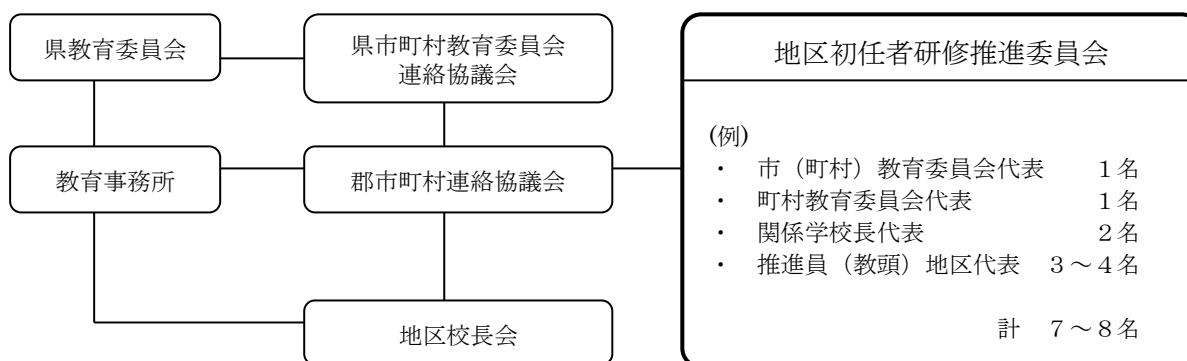 県教育委員会
県市町村教育委員会
連絡協議会
教育事務所
郡市町村連絡協議会
地区校長会
地区初任者研修推進委員会
(例)
・ 市（町村）教育委員会代表 １名
・ 町村教育委員会代表 １名
・ 関係学校長代表 ２名
・ 推進員（教頭）地区代表 ３～４名
計 ７～８名